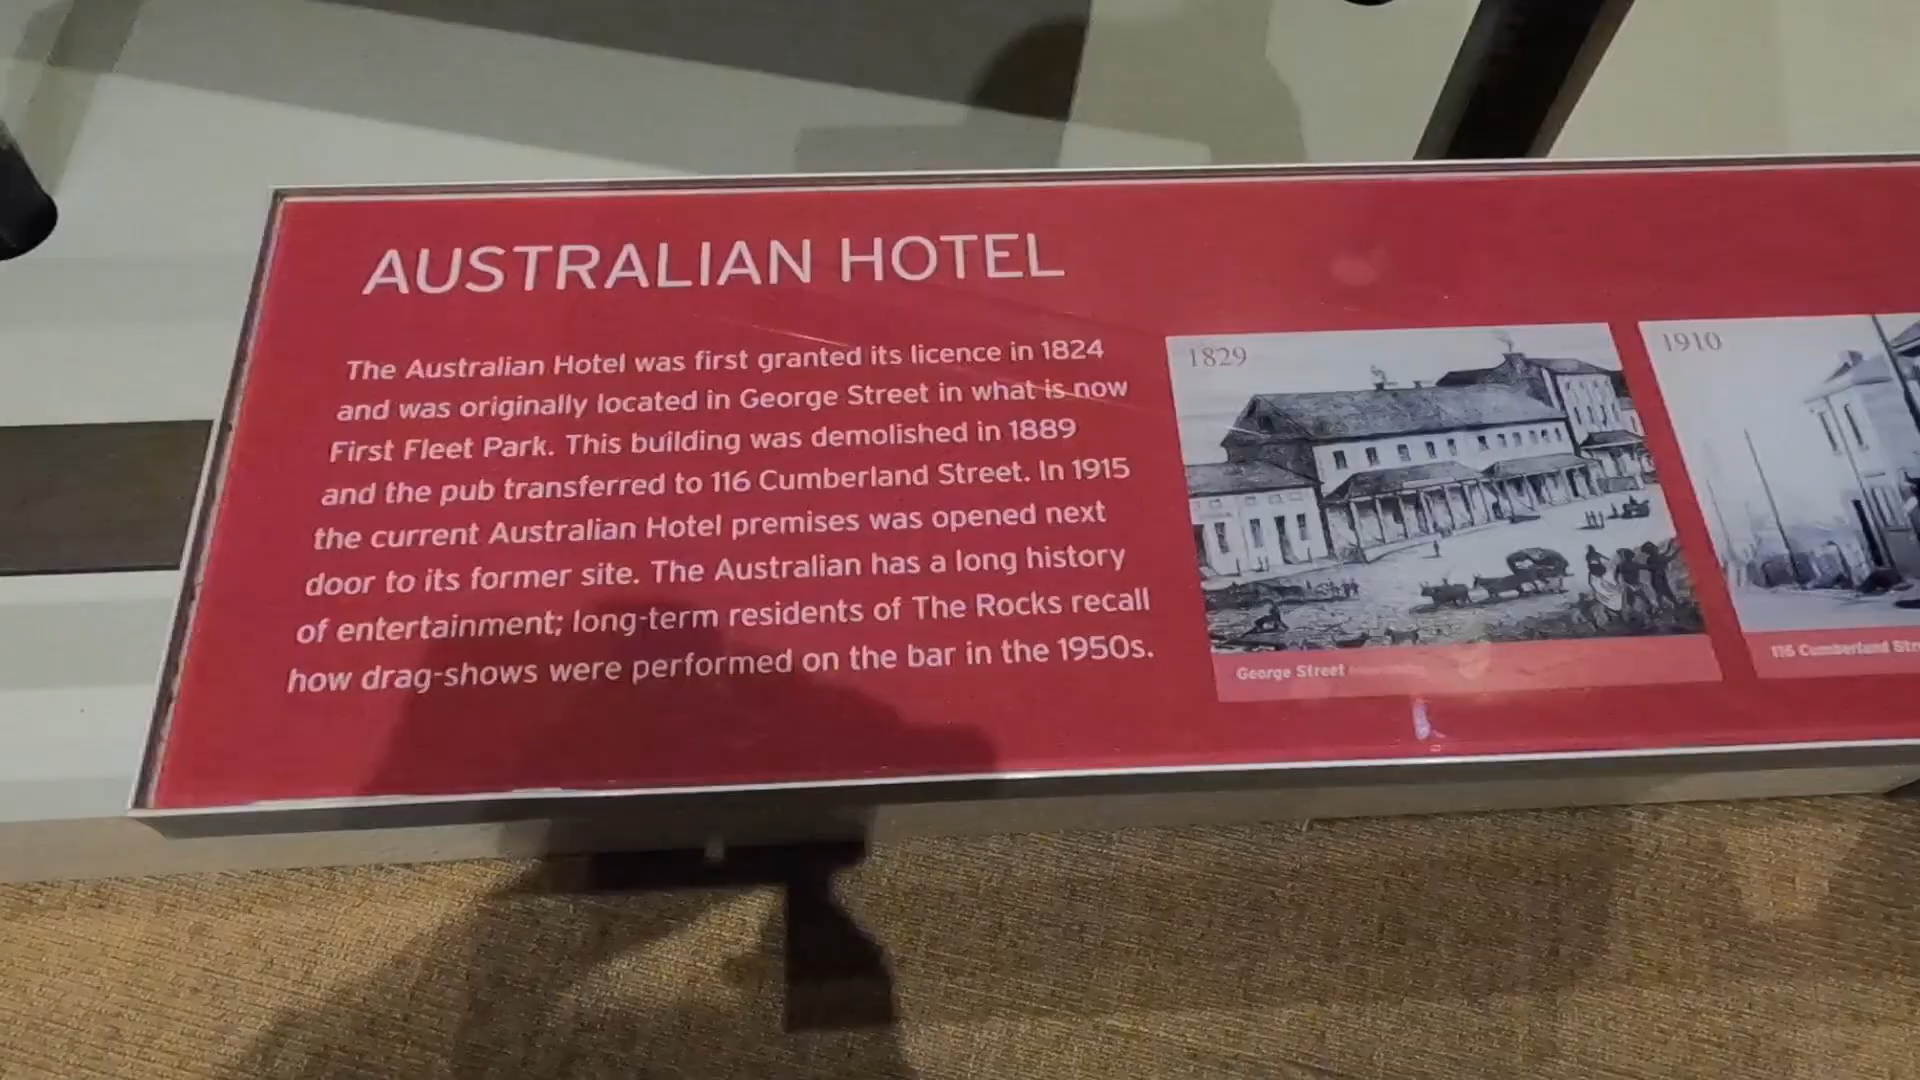 AUSTRALIAN HOTEL
The Australian Hotel was first granted its licence in 1824
and was originally located in George Street in what is now
First Fleet Park. This building was demolished in 1889
and the pub transferred to 116 Cumberland Street. In 1915
the current Australian Hotel premises was opened next
door to its former site. The Australian has a long history
of entertainment; long-term residents of The Rocks recall
how drag-shows were performed on the bar in the 1950s.
1829
George Street
1910
116 Cumberland